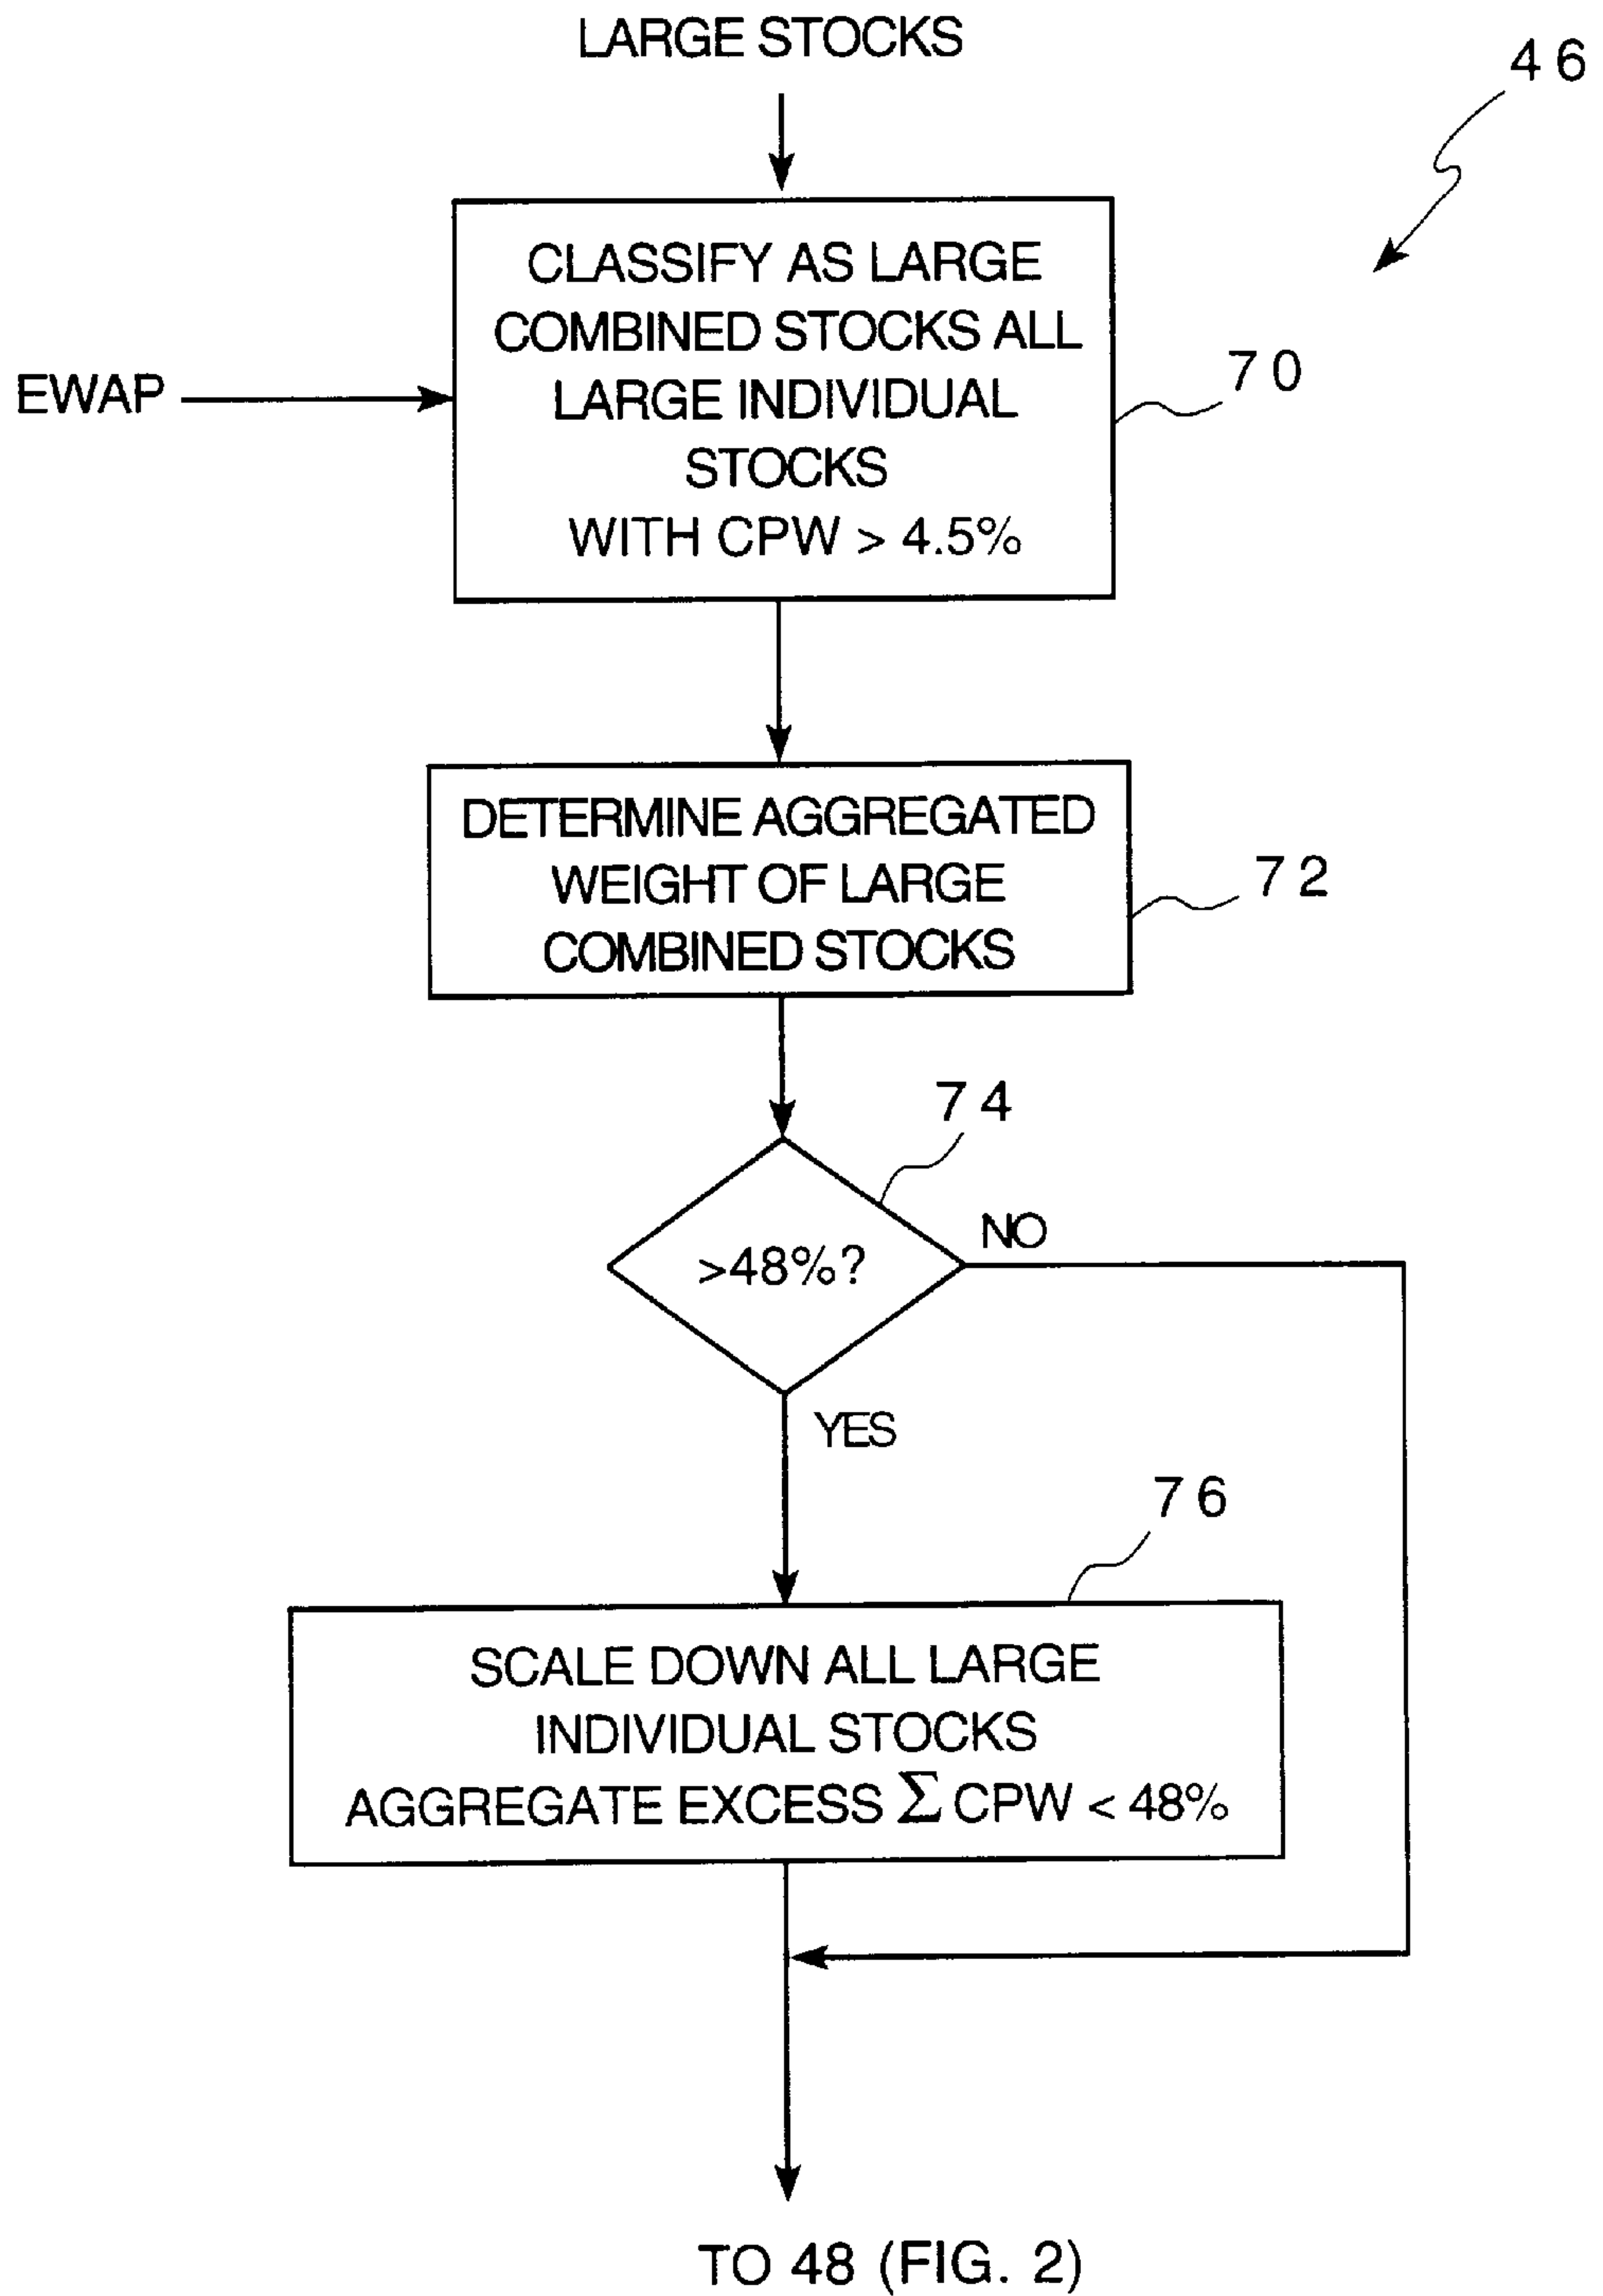 LARGE STOCKS
46
CLASSIFY AS LARGE
COMBINED STOCKS ALL
LARGE INDIVIDUAL
STOCKS
WITH CPW > 4.5%
EWAP
70
DETERMINE AGGREGATED
WEIGHT OF LARGE
COMBINED STOCKS
72
74
>48%?
NO
YES
76
SCALE DOWN ALL LARGE
INDIVIDUAL STOCKS
AGGREGATE EXCESS Σ CPW < 48%
TO 48 (FIG. 2)